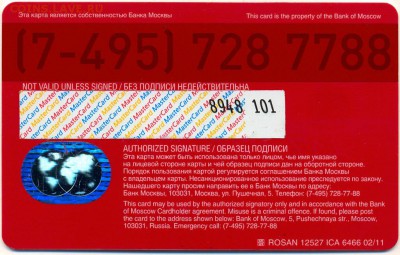 Эта карта является собственностью Банка Москвы This card is the property of the Bank of Moscow.
(7 495) 728 7788
NOT VALID UNLESS SIGNED / БЕЗ ПОДПИСИ НЕДЕЙСТВИТЕЛЬНА
MasterCard MasterCard MasterCard
8948 101
AUTHORIZED SIGNATURE / ОБРАЗЕЦ ПОДПИСИ
Эта карта может быть использована только лицом, чье имя указано
на лицевой стороне карты и чей образец подписи дан на оборотной стороне.
Порядок пользования картой регулируется соглашением Банка Москвы
с владельцем карты. Несанкционированное использование преследуется по закону.
Нашедшего карту просим направить ее в Банк Москвы по адресу:
Банк Москвы, 103031, Москва, ул. Пушечная, 5. Телефон: (7-495) 728-77-88
This card may be used by the authorized signatory only and in accordance with the Bank
of Moscow Cardholder agreement. Misuse is a criminal offence. If found, please post
the card to the address shown below: Bank of Moscow, 5, Pushechnaya str., Moscow,
103031, Russia. Emergency call: (7-495) 728-77-88
ROSAN 12527 ICA 6466 02/11